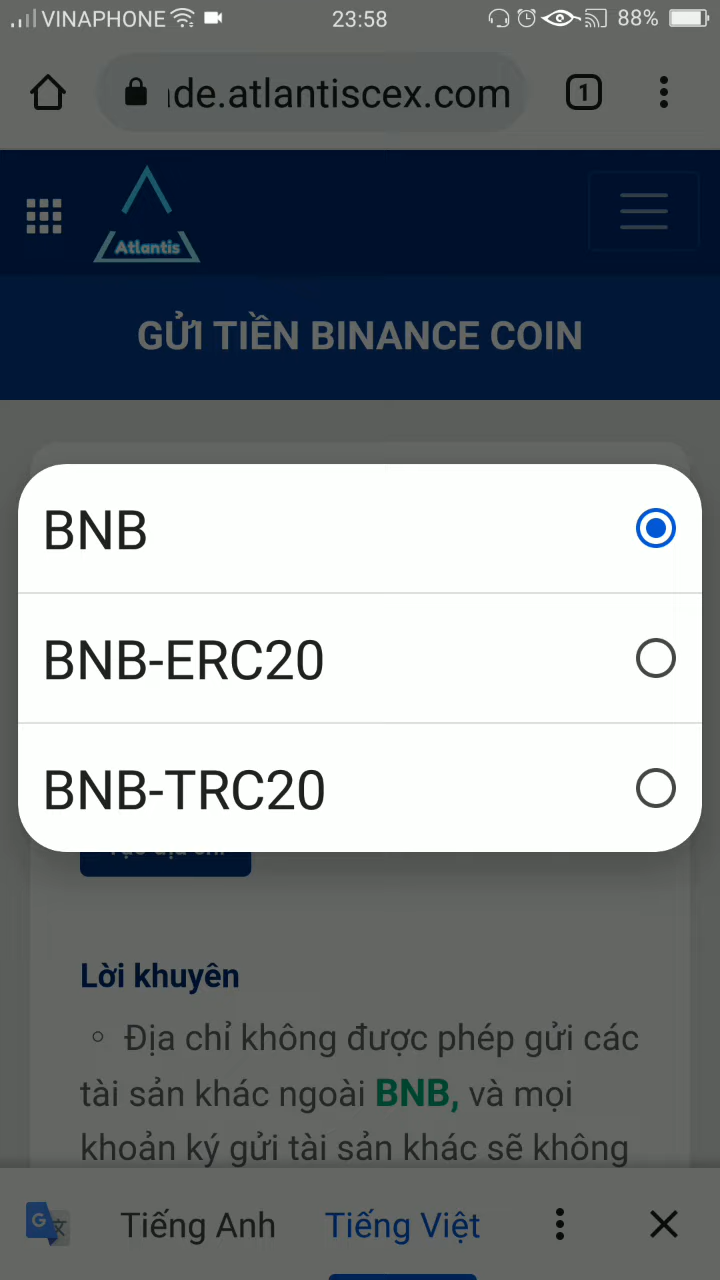 VINAPHONE 23:58 88%
de.atlantiscex.com 1
Atlantis
GỬI TIỀN BINANCE COIN
BNB
BNB-ERC20
BNB-TRC20
Lời khuyên
Địa chỉ không được phép gửi các
tài sản khác ngoài BNB, và mọi
khoản ký gửi tài sản khác sẽ không
G 文 Tiếng Anh Tiếng Việt